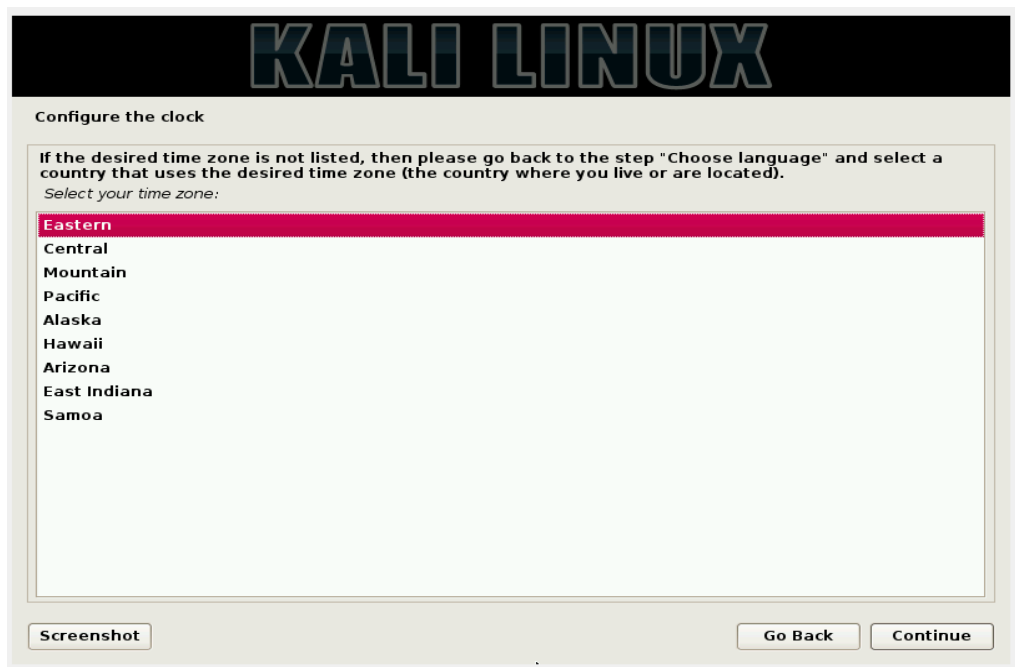 KALI LINUX
Configure the clock
If the desired time zone is not listed, then please go back to the step "Choose language" and select a
country that uses the desired time zone (the country where you live or are located).
Select your time zone:
Eastern
Central
Mountain
Pacific
Alaska
Hawaii
Arizona
East Indiana
Samoa
Screenshot Go Back Continue